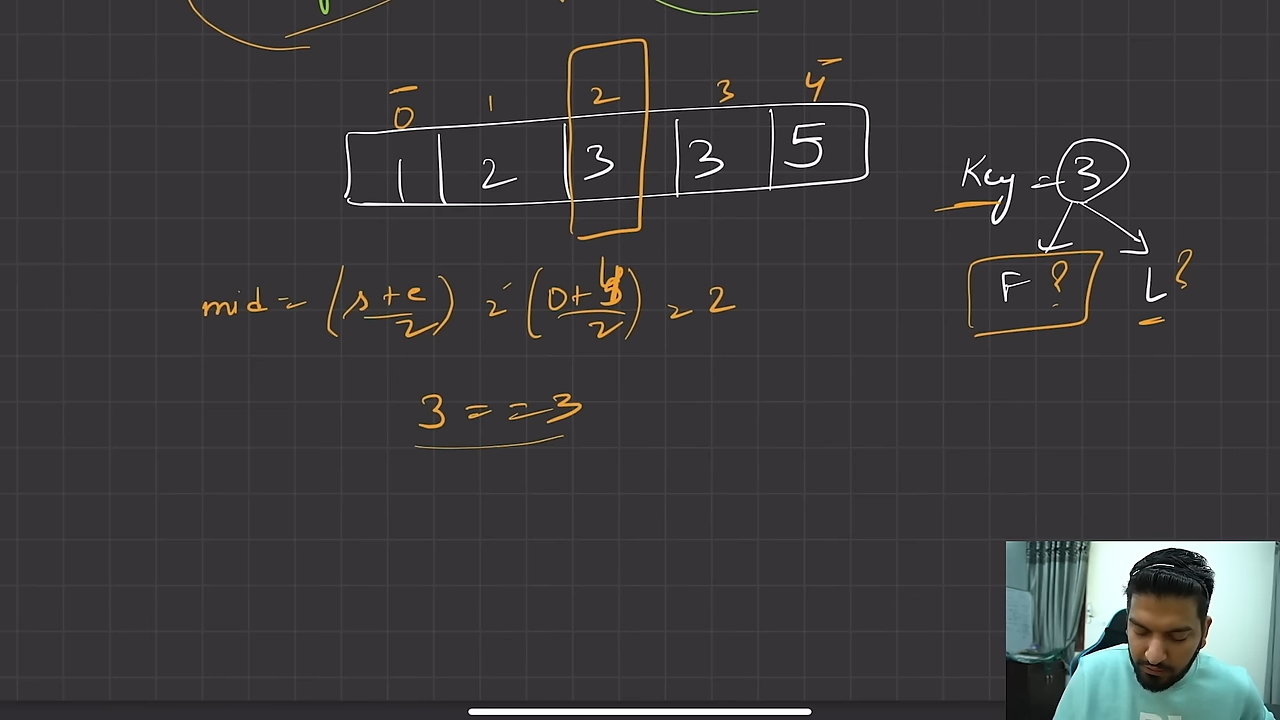 0 1 2 3 4
1 2 3 3 5
Key = 3
F ? L ?
mid = (s+e/2) = (0+4/2) = 2
3 = = 3